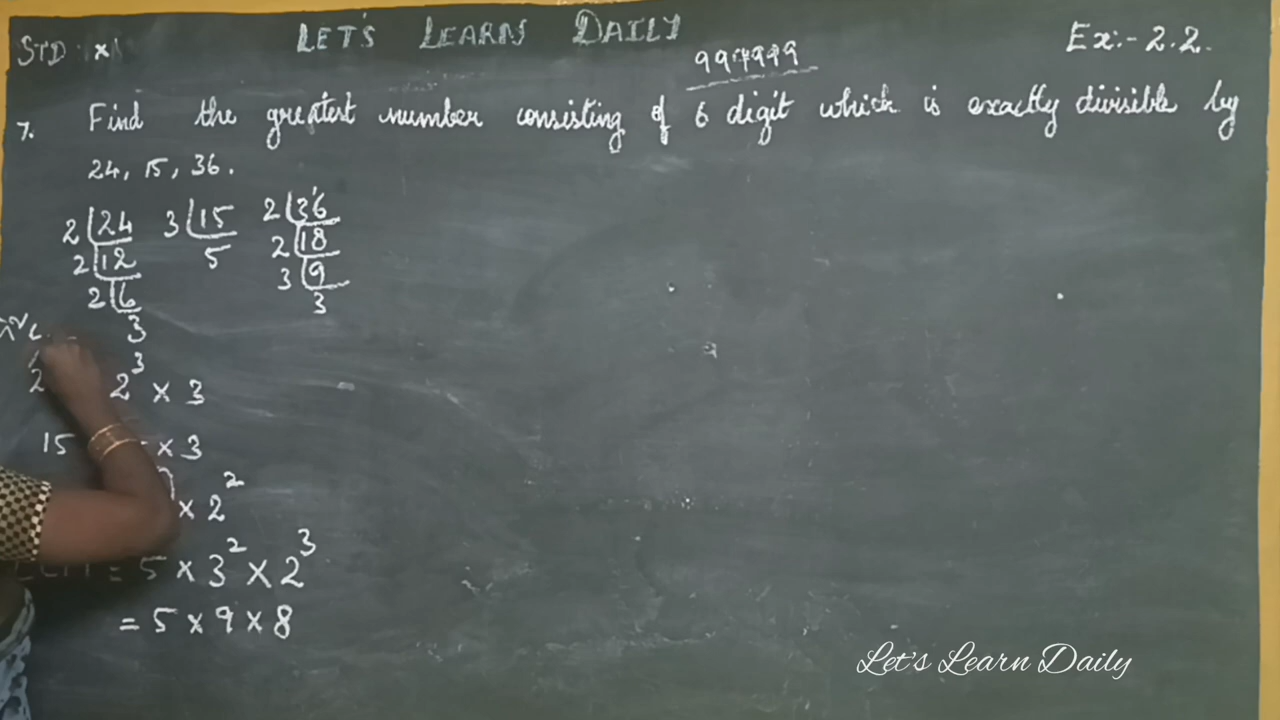 STD : X
LET'S LEARN DAILY
Ex:- 2.2.
999999
7. Find the greatest number consisting of 6 digit which is exactly divisible by
24, 15, 36.
2 24 3 15 2 36
2 12 5 2 18
2 6 3 9
3 3
2³ × 3
15 × 3
× 2²
= 5 × 3² × 2³
= 5 × 9 × 8
Let's Learn Daily